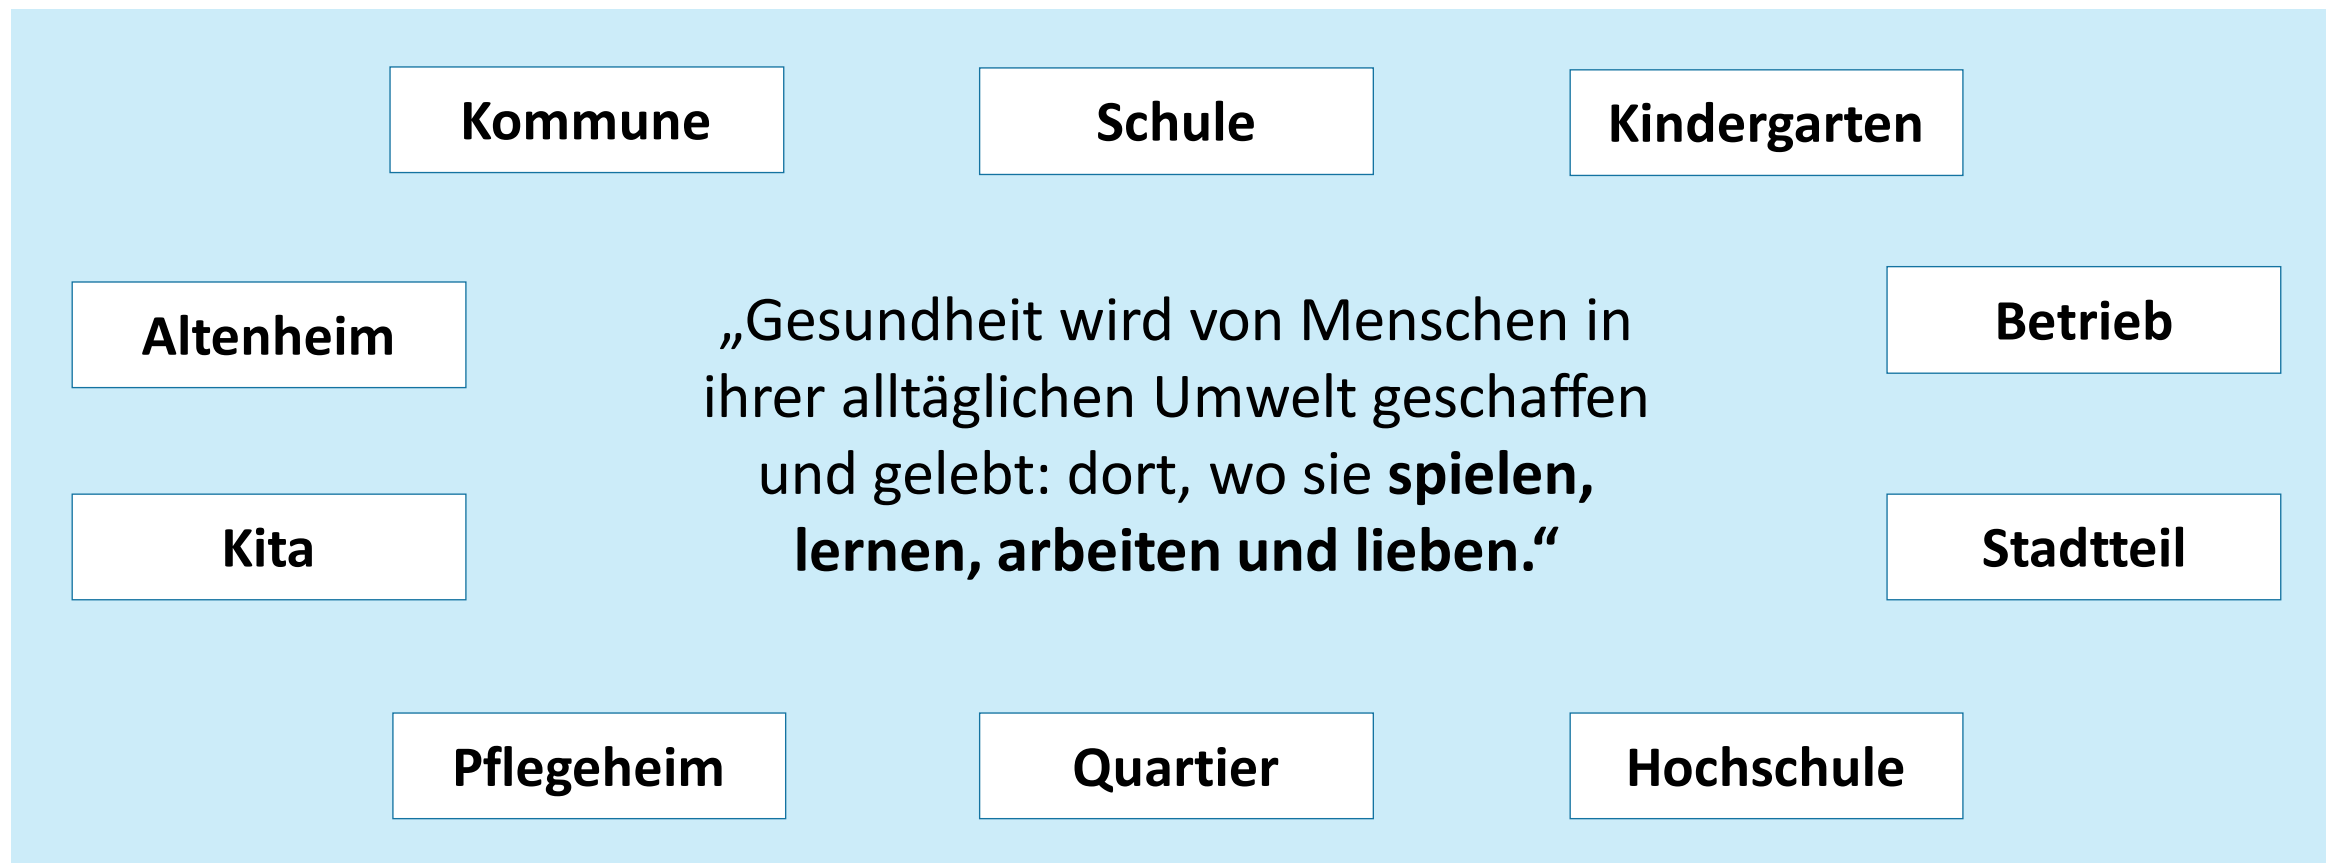 Kommune
Schule
Kindergarten
Altenheim
Betrieb
„Gesundheit wird von Menschen in
ihrer alltäglichen Umwelt geschaffen
und gelebt: dort, wo sie spielen,
lernen, arbeiten und lieben.“
Kita
Stadtteil
Pflegeheim
Quartier
Hochschule